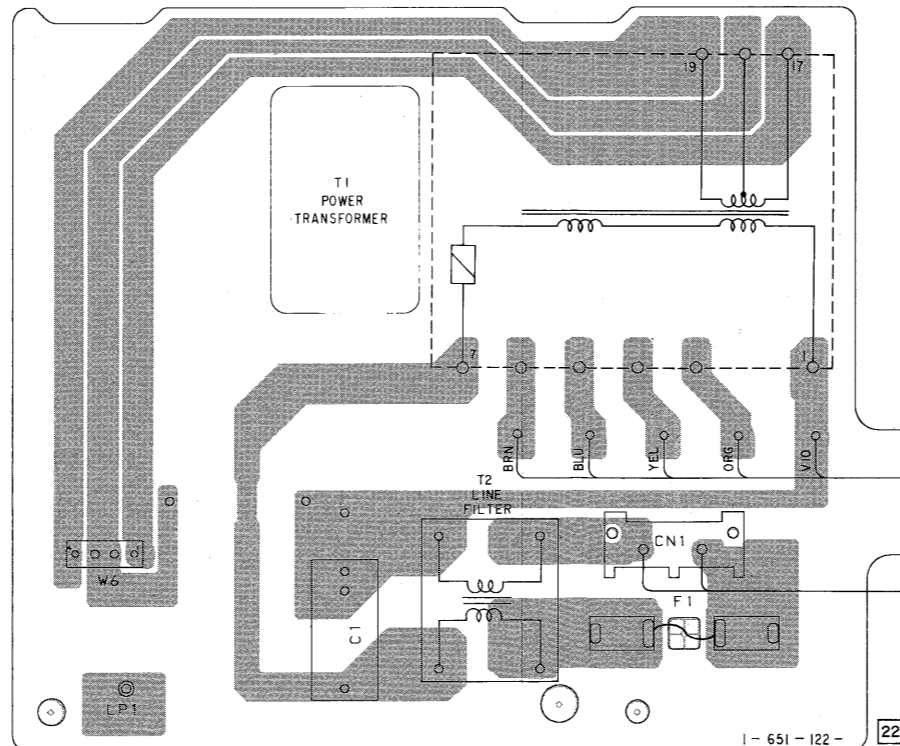 19 17
T1
POWER
TRANSFORMER
7 1
BRN BLU YEL ORG VIO
T2
LINE
FILTER
CN1
W6
C1
F1
LP1
1-651-122-
22